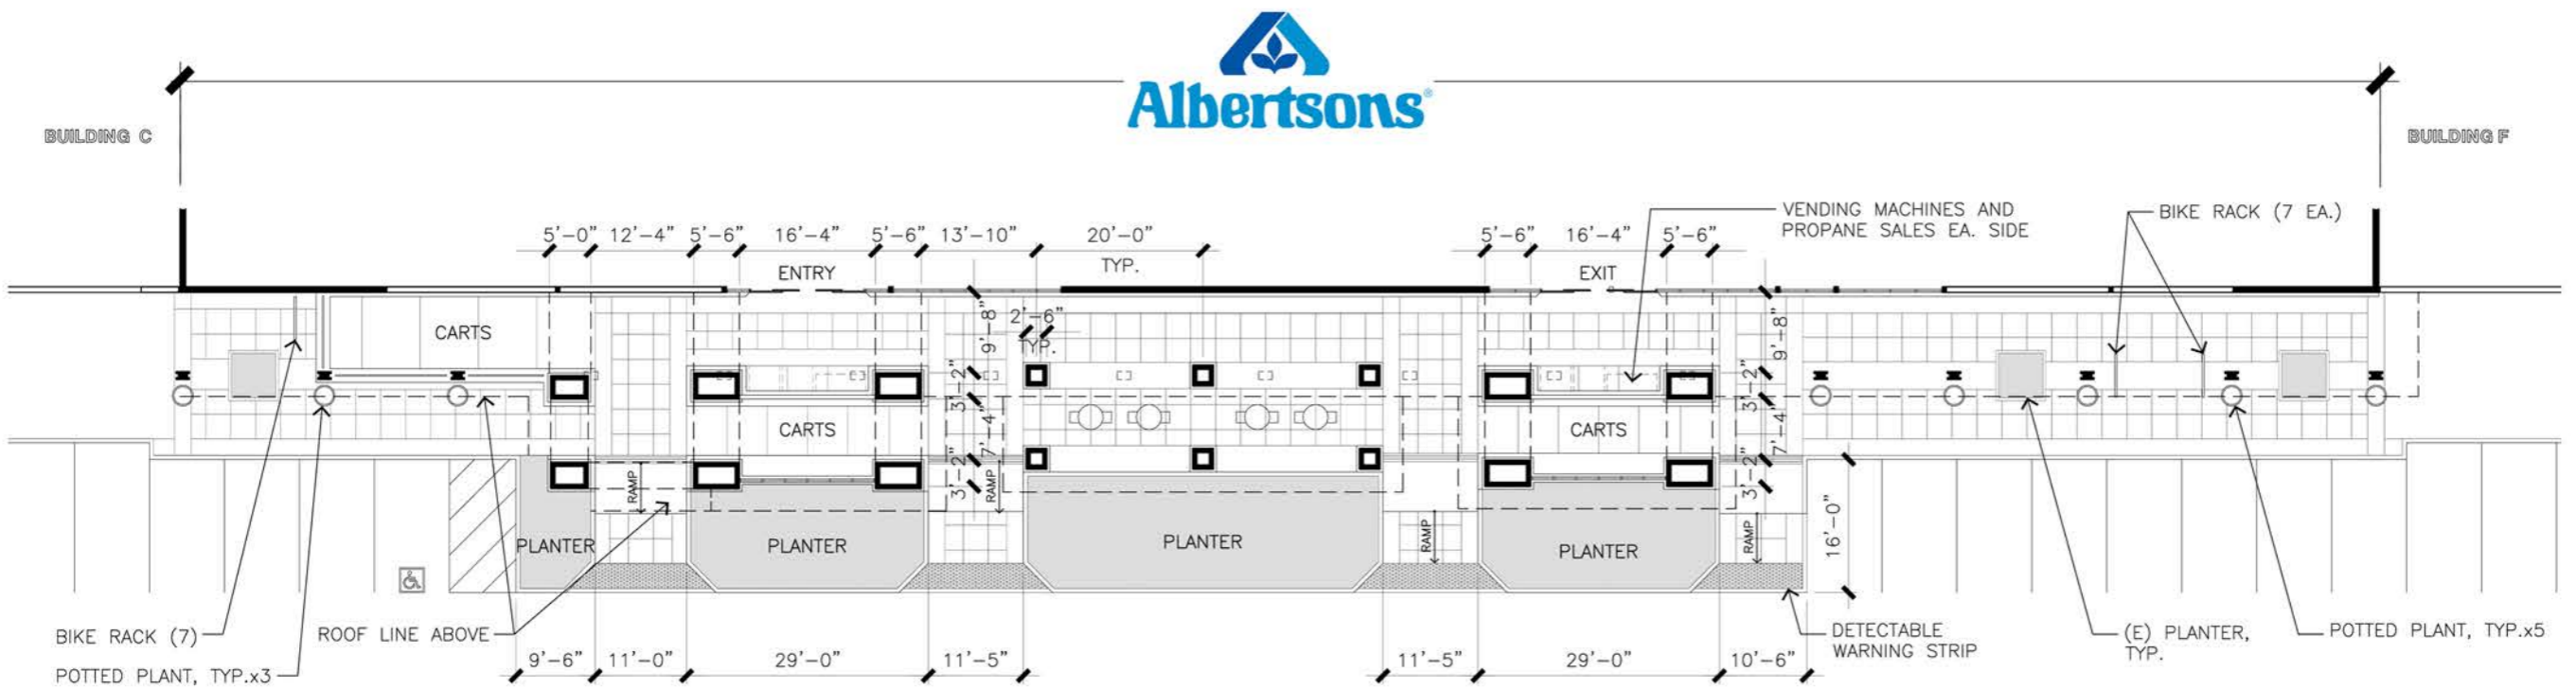 Albertsons®
BUILDING C
BUILDING F
VENDING MACHINES AND
PROPANE SALES EA. SIDE
BIKE RACK (7 EA.)
5'-0" 12'-4" 5'-6" 16'-4" 5'-6" 13'-10" 20'-0"
TYP.
5'-6" 16'-4" 5'-6"
ENTRY
EXIT
9'-8"
2'-6"
TYP.
9'-8"
CARTS
3'-2"
3'-2"
CARTS
7'-4"
CARTS
7'-4"
3'-2"
3'-2"
RAMP
RAMP
RAMP
RAMP
16'-0"
PLANTER
PLANTER
PLANTER
PLANTER
BIKE RACK (7)
ROOF LINE ABOVE
POTTED PLANT, TYP.x3
DETECTABLE
WARNING STRIP
(E) PLANTER,
TYP.
POTTED PLANT, TYP.x5
9'-6" 11'-0" 29'-0" 11'-5" 11'-5" 29'-0" 10'-6"